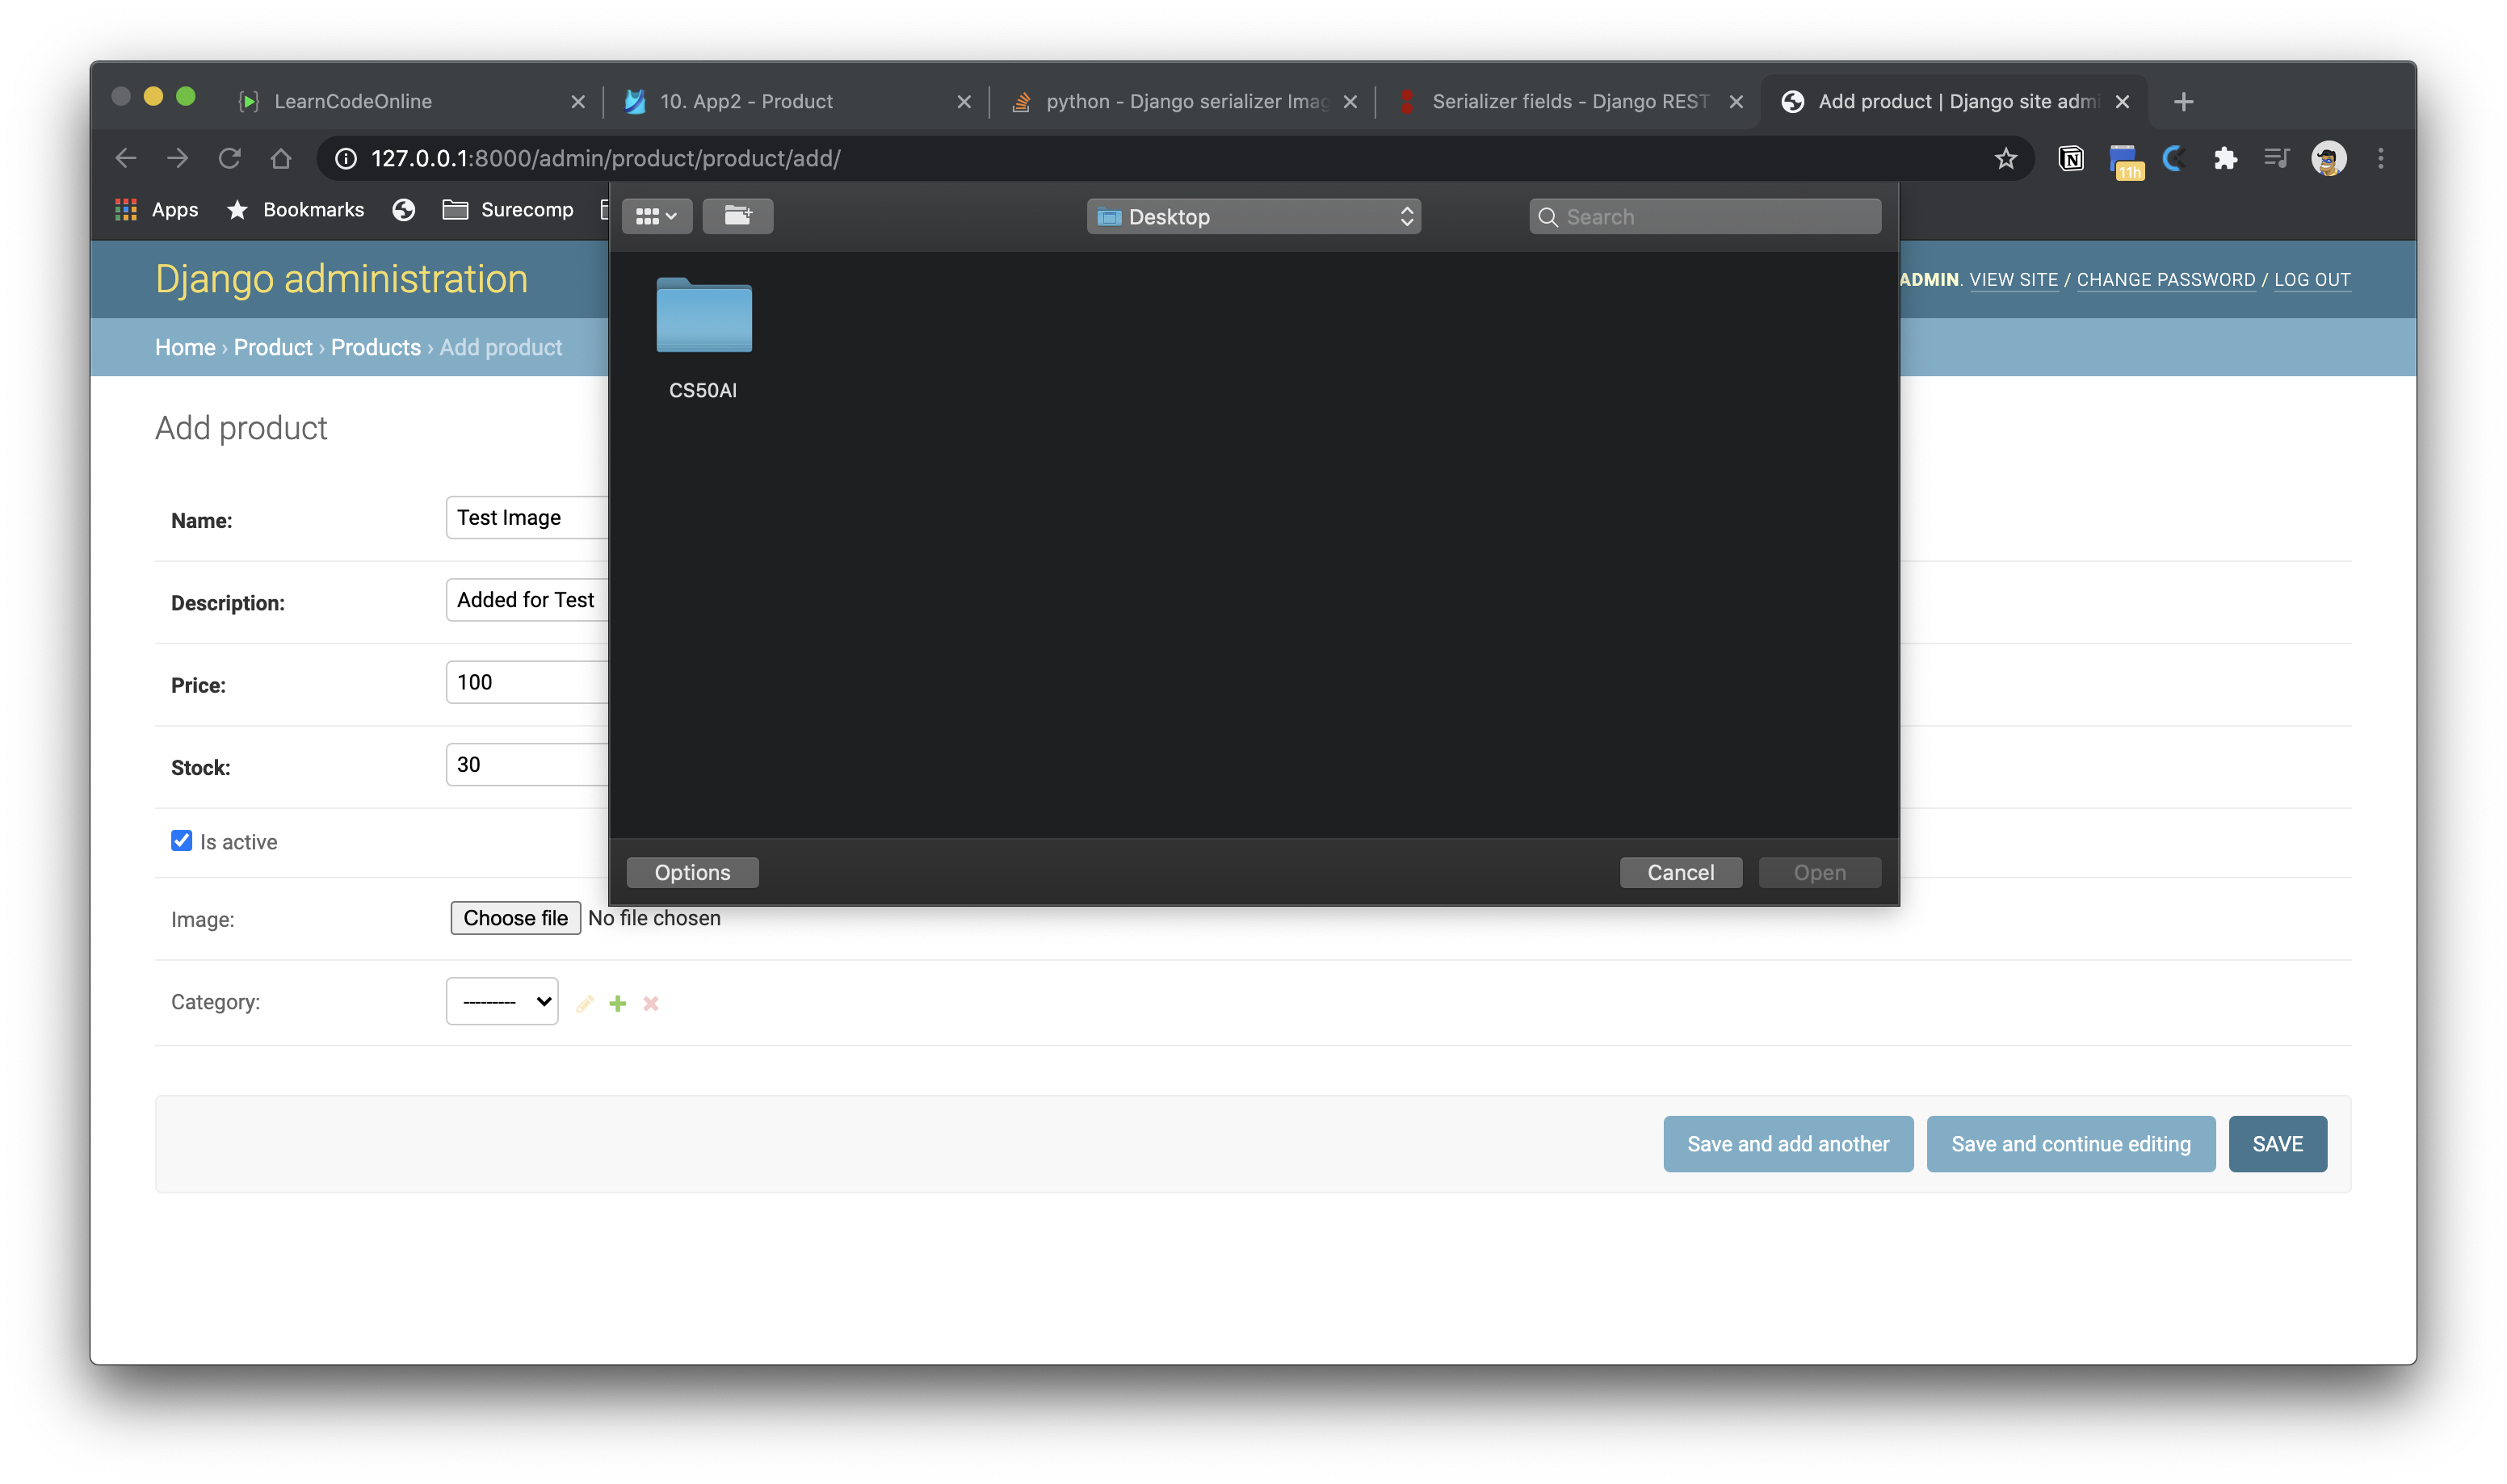 LearnCodeOnline
10. App2 - Product
python - Django serializer Imag
Serializer fields - Django REST
Add product | Django site admi
127.0.0.1:8000/admin/product/product/add/
11h
Apps
Bookmarks
Surecomp
Desktop
Search
Django administration
ADMIN. VIEW SITE / CHANGE PASSWORD / LOG OUT
Home › Product › Products › Add product
CS50AI
Add product
Name:
Test Image
Description:
Added for Test
Price:
100
Stock:
30
Is active
Options
Cancel
Open
Image:
Choose file No file chosen
Category:
---------
Save and add another
Save and continue editing
SAVE